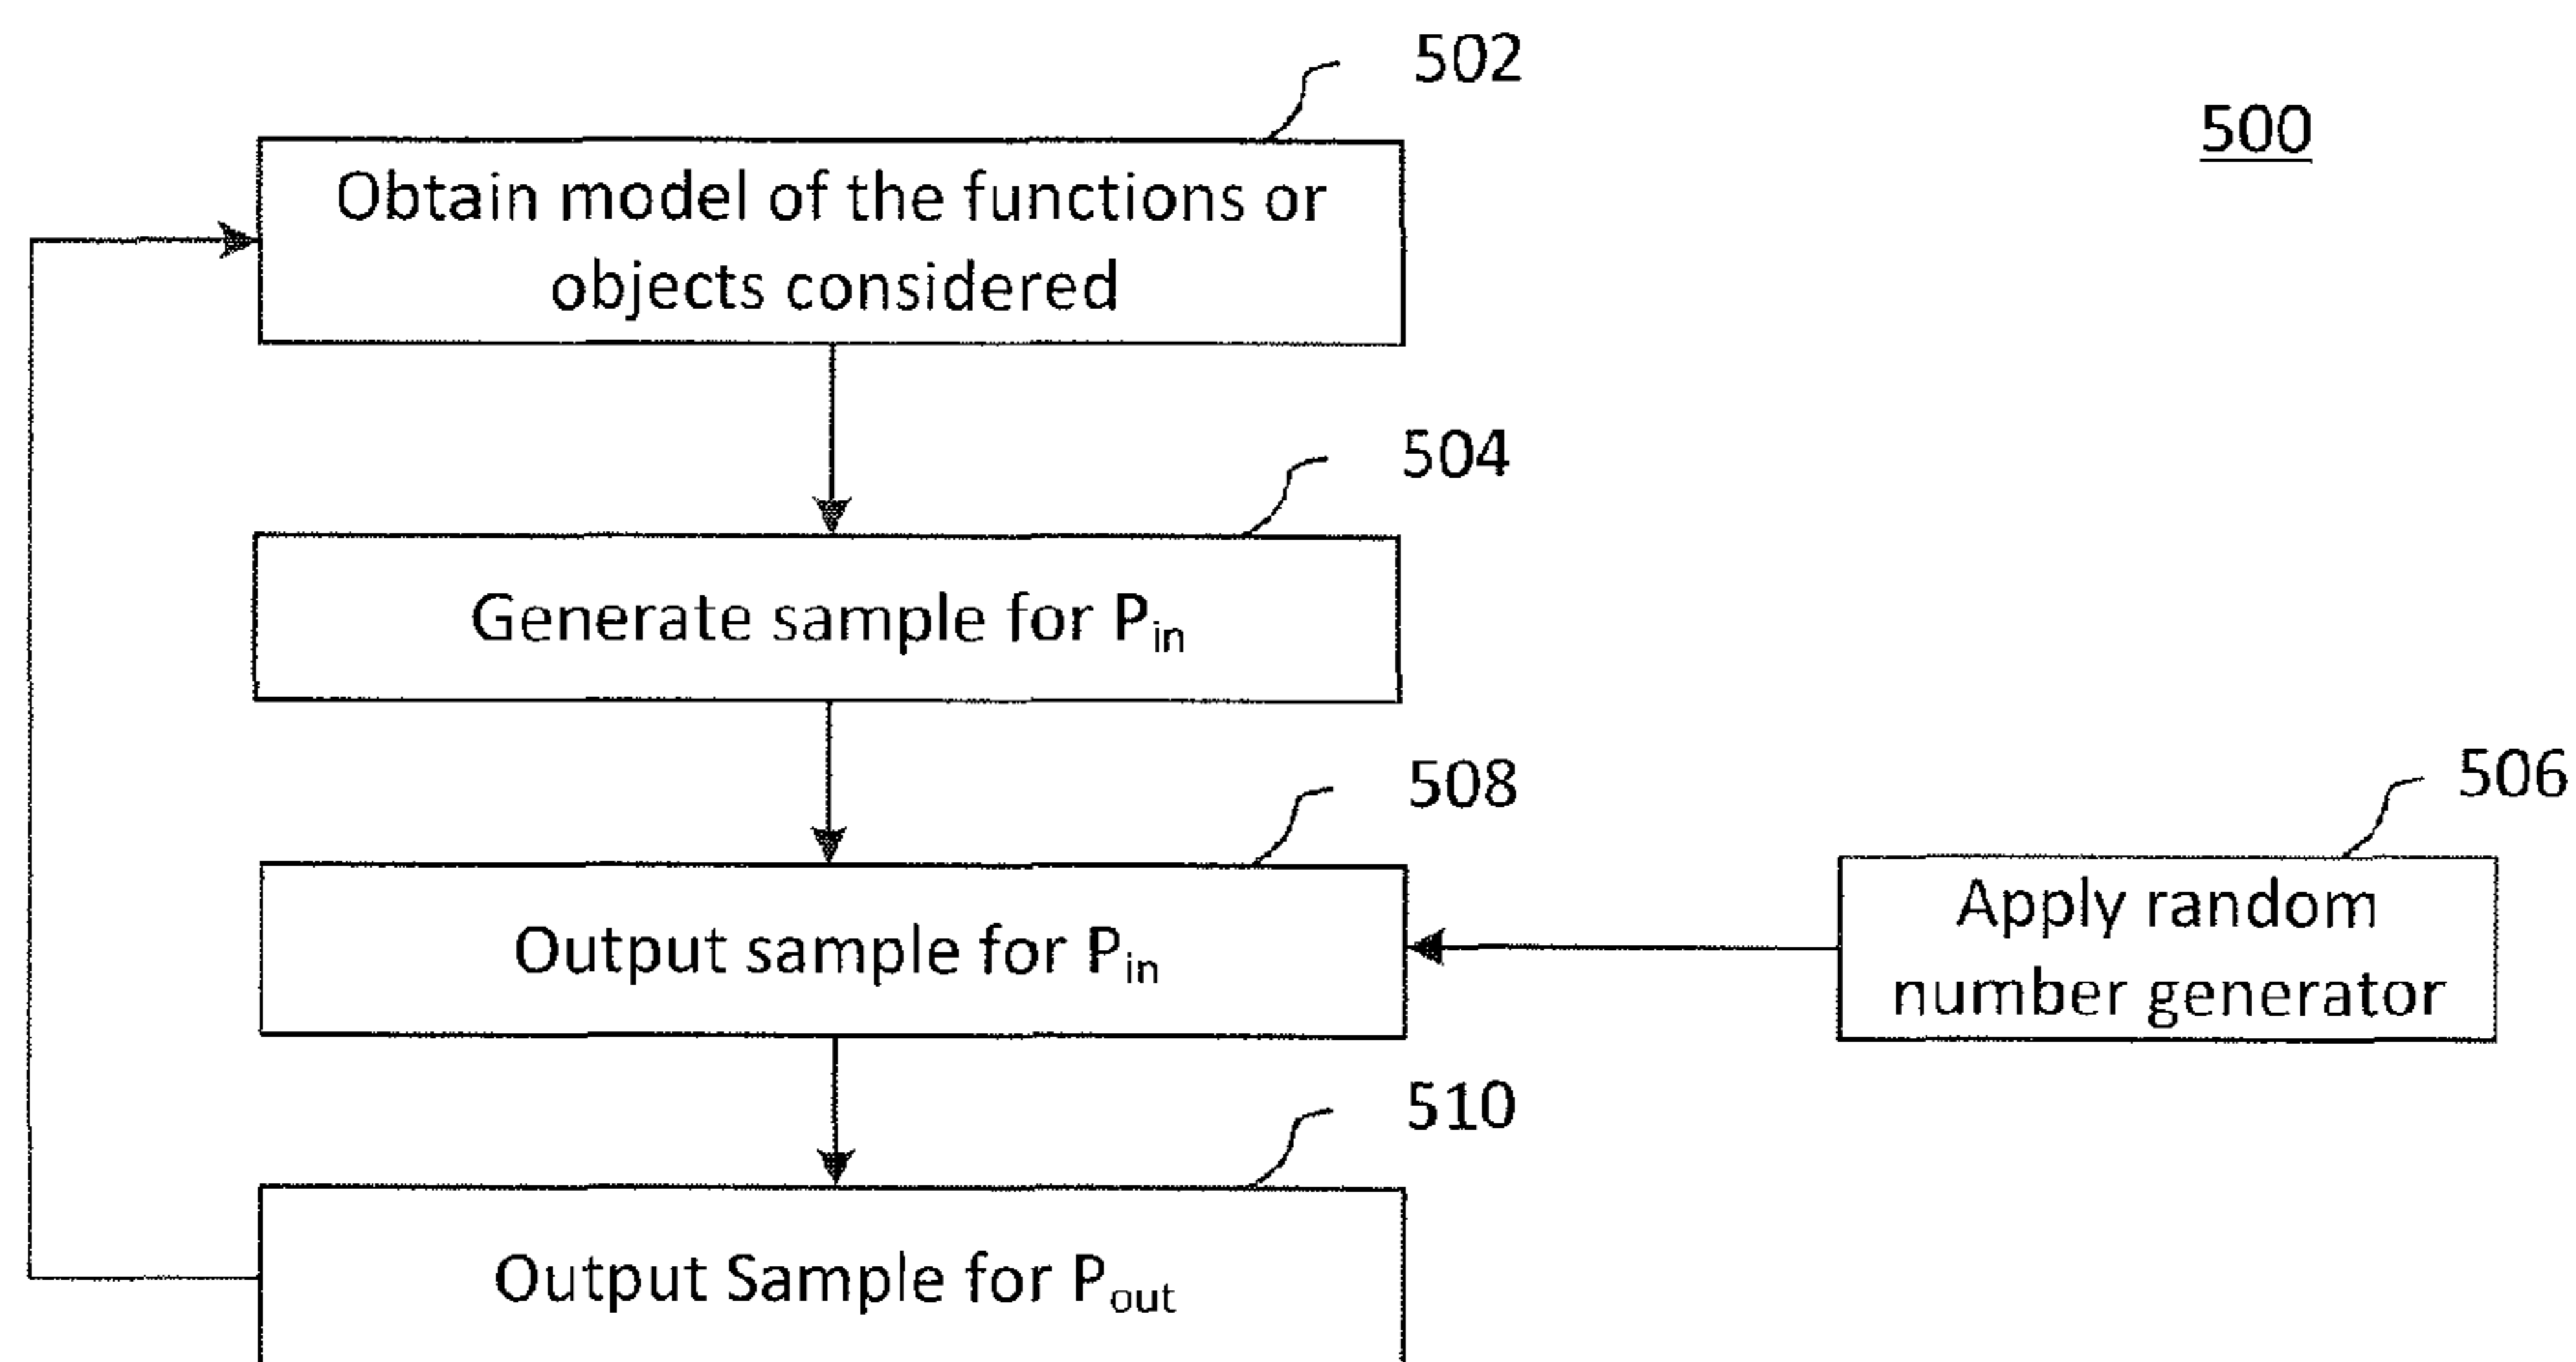 502
500
Obtain model of the functions or
objects considered
504
Generate sample for Pin
508
506
Output sample for Pin
Apply random
number generator
510
Output Sample for Pout